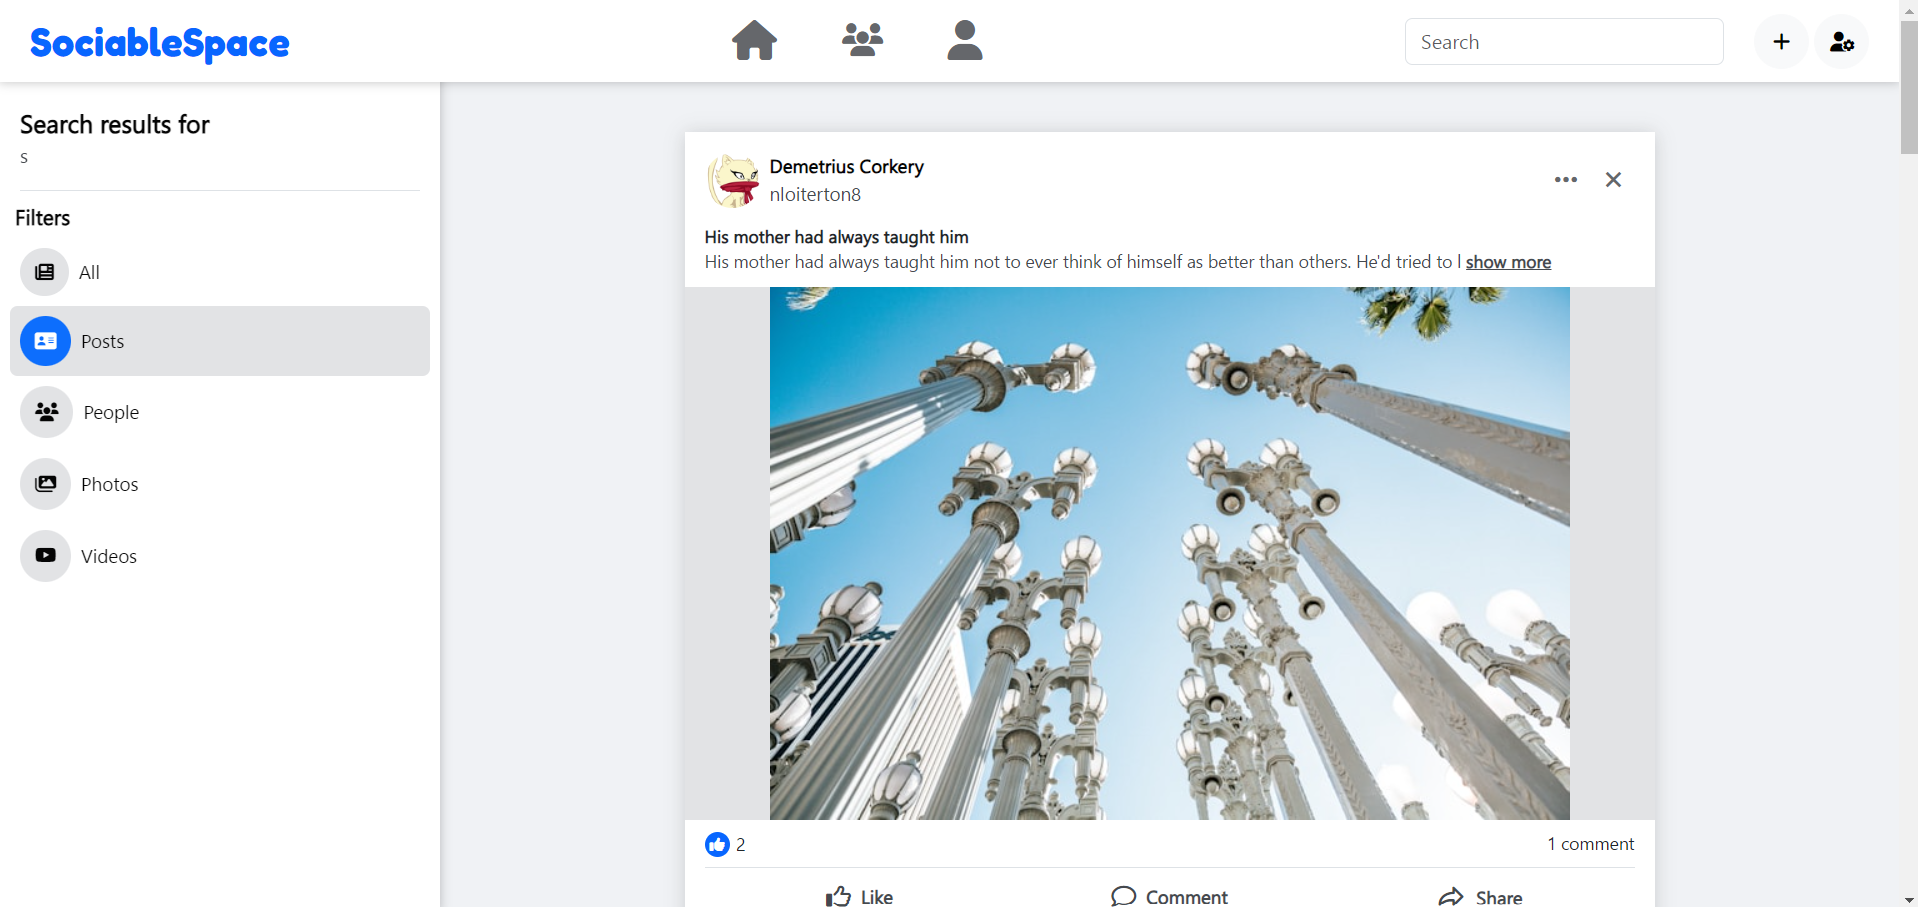 SociableSpace
Search
Search results for
s
Filters
All
Posts
People
Photos
Videos
Demetrius Corkery
nloiterton8
His mother had always taught him
His mother had always taught him not to ever think of himself as better than others. He'd tried to l show more
2
1 comment
Like
Comment
Share